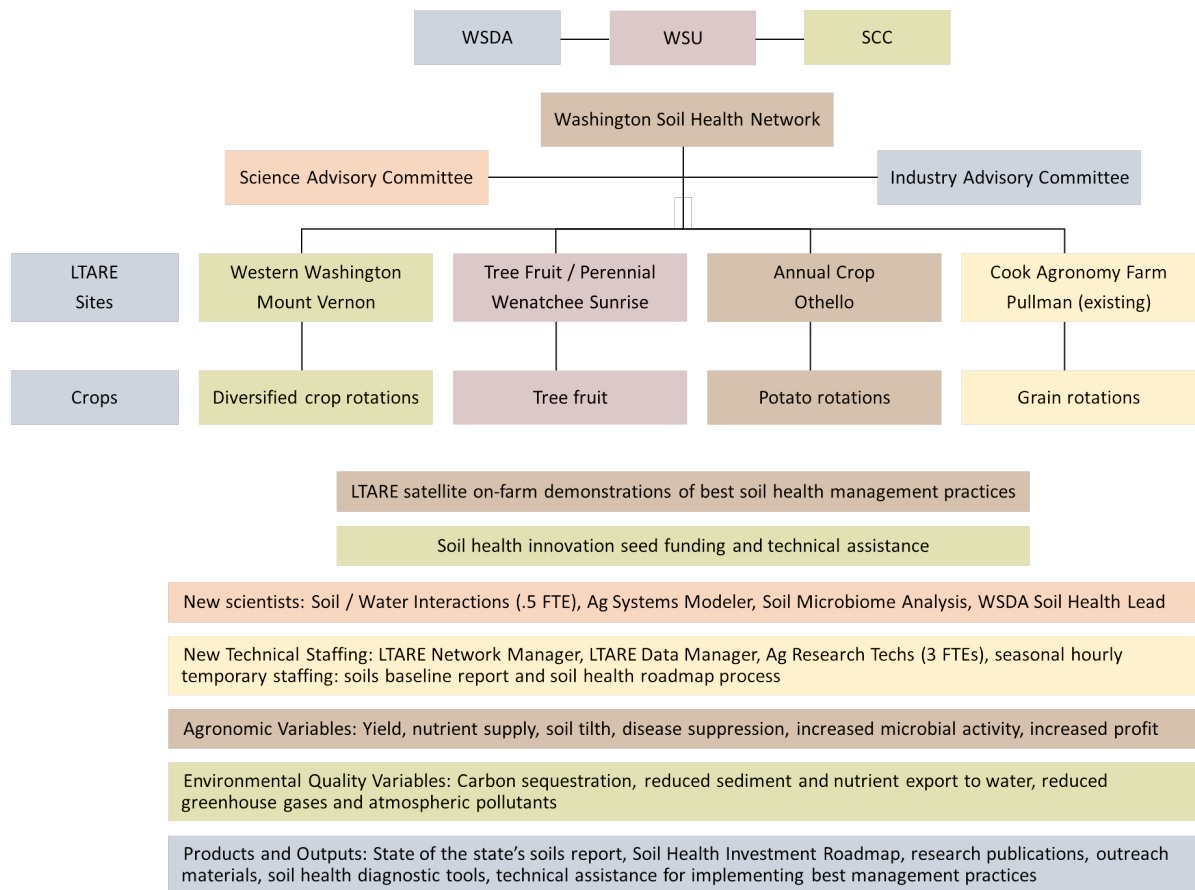 WSDA
WSU
SCC
Washington Soil Health Network
Science Advisory Committee
Industry Advisory Committee
LTARE
Sites
Western Washington
Mount Vernon
Tree Fruit / Perennial
Wenatchee Sunrise
Annual Crop
Othello
Cook Agronomy Farm
Pullman (existing)
Crops
Diversified crop rotations
Tree fruit
Potato rotations
Grain rotations
LTARE satellite on-farm demonstrations of best soil health management practices
Soil health innovation seed funding and technical assistance
New scientists: Soil / Water Interactions (.5 FTE), Ag Systems Modeler, Soil Microbiome Analysis, WSDA Soil Health Lead
New Technical Staffing: LTARE Network Manager, LTARE Data Manager, Ag Research Techs (3 FTEs), seasonal hourly
temporary staffing: soils baseline report and soil health roadmap process
Agronomic Variables: Yield, nutrient supply, soil tilth, disease suppression, increased microbial activity, increased profit
Environmental Quality Variables: Carbon sequestration, reduced sediment and nutrient export to water, reduced
greenhouse gases and atmospheric pollutants
Products and Outputs: State of the state’s soils report, Soil Health Investment Roadmap, research publications, outreach
materials, soil health diagnostic tools, technical assistance for implementing best management practices